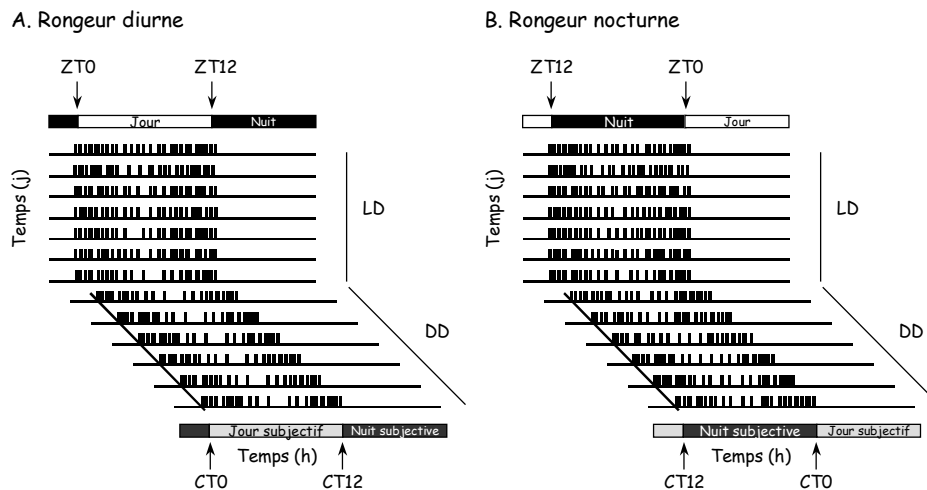 A. Rongeur diurne
ZT0 ZT12
Jour Nuit
Temps (j)
LD
DD
Jour subjectif Nuit subjective
Temps (h)
CT0 CT12
B. Rongeur nocturne
ZT12 ZT0
Nuit Jour
Temps (j)
LD
DD
Nuit subjective Jour subjectif
Temps (h)
CT12 CT0